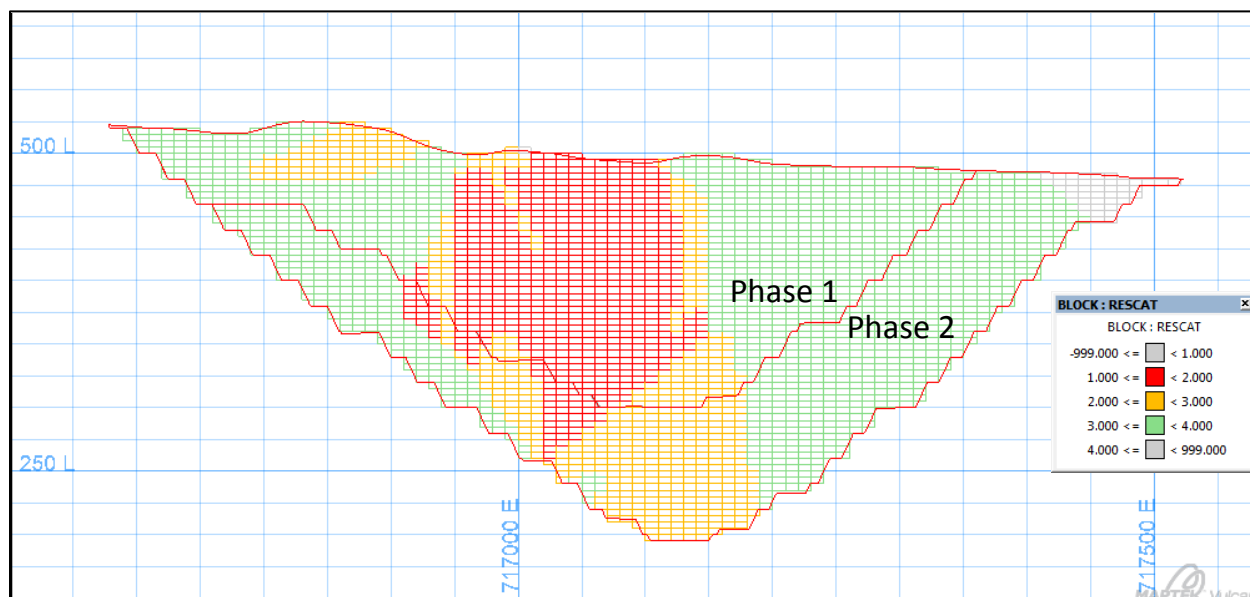 500 L
Phase 1
Phase 2
BLOCK : RESCAT
BLOCK : RESCAT
-999.000 <= < 1.000
1.000 <= < 2.000
2.000 <= < 3.000
3.000 <= < 4.000
4.000 <= < 999.000
250 L
717000 E
717500 E